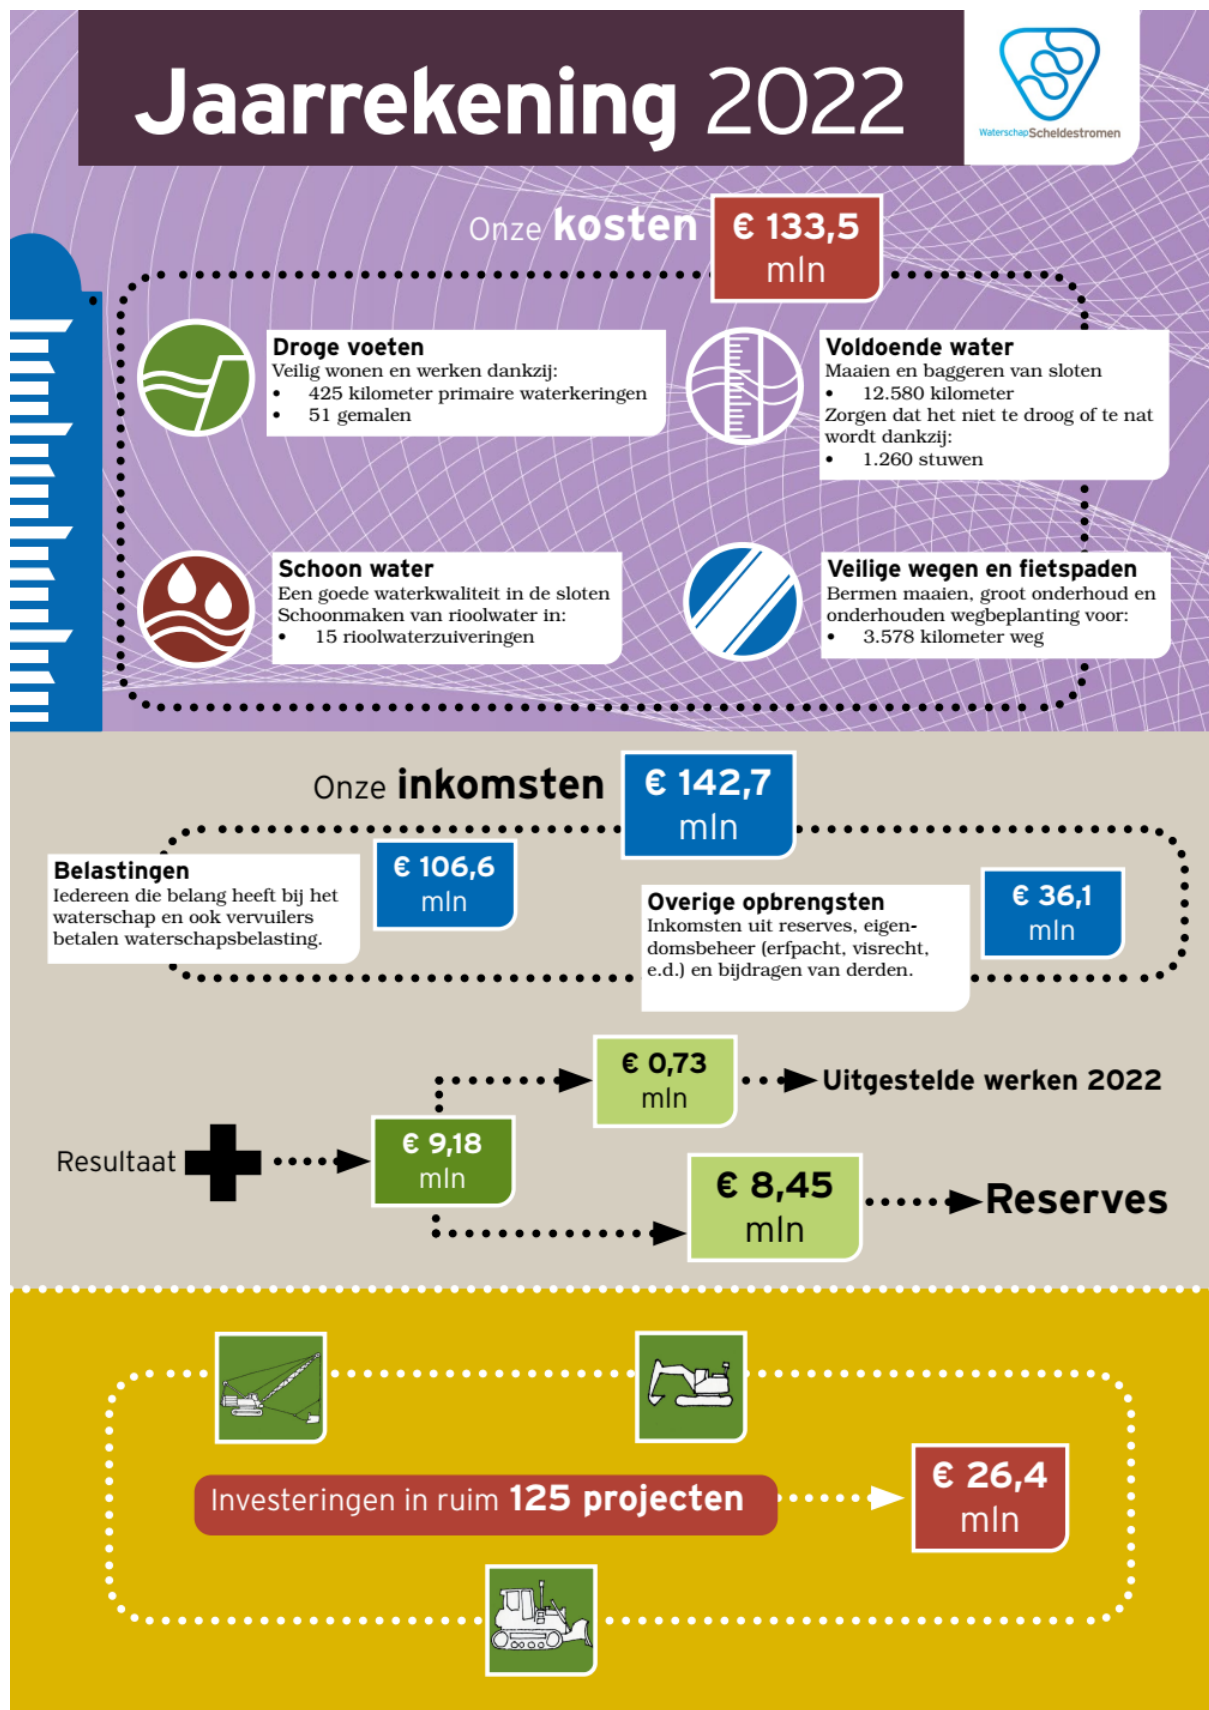 Jaarrekening 2022
WaterschapScheldestromen
Onze kosten
€ 133,5
mln
Droge voeten
Veilig wonen en werken dankzij:
• 425 kilometer primaire waterkeringen
• 51 gemalen
Voldoende water
Maaien en baggeren van sloten
• 12.580 kilometer
Zorgen dat het niet te droog of te nat
wordt dankzij:
• 1.260 stuwen
Schoon water
Een goede waterkwaliteit in de sloten
Schoonmaken van rioolwater in:
• 15 rioolwaterzuiveringen
Veilige wegen en fietspaden
Bermen maaien, groot onderhoud en
onderhouden wegbeplanting voor:
• 3.578 kilometer weg
Onze inkomsten
€ 142,7
mln
Belastingen
Iedereen die belang heeft bij het
waterschap en ook vervuilers
betalen waterschapsbelasting.
€ 106,6
mln
Overige opbrengsten
Inkomsten uit reserves, eigen-
domsbeheer (erfpacht, visrecht,
e.d.) en bijdragen van derden.
€ 36,1
mln
Resultaat
€ 9,18
mln
€ 0,73
mln
Uitgestelde werken 2022
€ 8,45
mln
Reserves
Investeringen in ruim 125 projecten
€ 26,4
mln